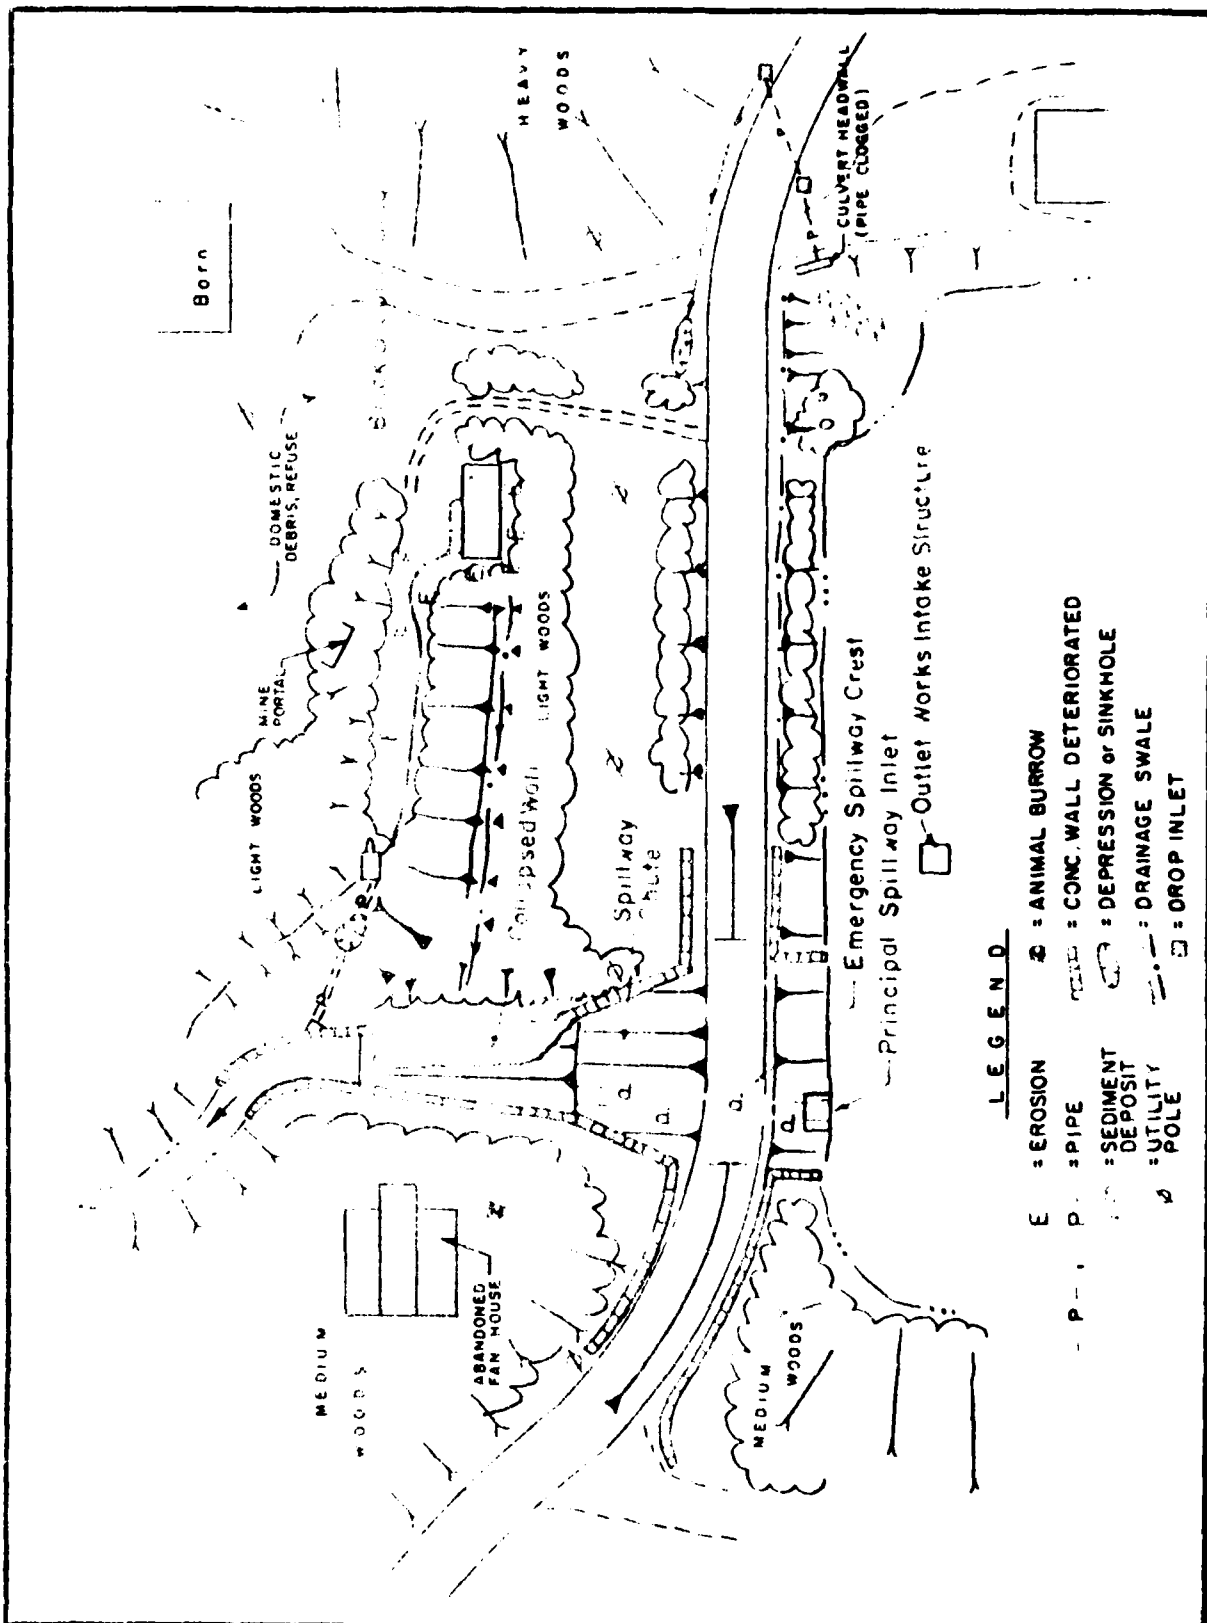 HEAVY
WOODS
Barn
DOMESTIC
DEBRIS, REFUSE
MINE
PORTAL
LIGHT WOODS
LIGHT WOODS
Collapsed Wall
Spillway
Chute
E
E
P
CULVERT HEADWALL
(PIPE CLOGGED)
MEDIUM
WOODS
ABANDONED
FAN HOUSE
MEDIUM
WOODS
Emergency Spillway Crest
Principal Spillway Inlet
Outlet Works Intake Structure
LEGEND
E = EROSION
- P - , P = PIPE
= SEDIMENT
DEPOSIT
= UTILITY
POLE
= ANIMAL BURROW
= CONC. WALL DETERIORATED
= DEPRESSION or SINKHOLE
= DRAINAGE SWALE
= DROP INLET